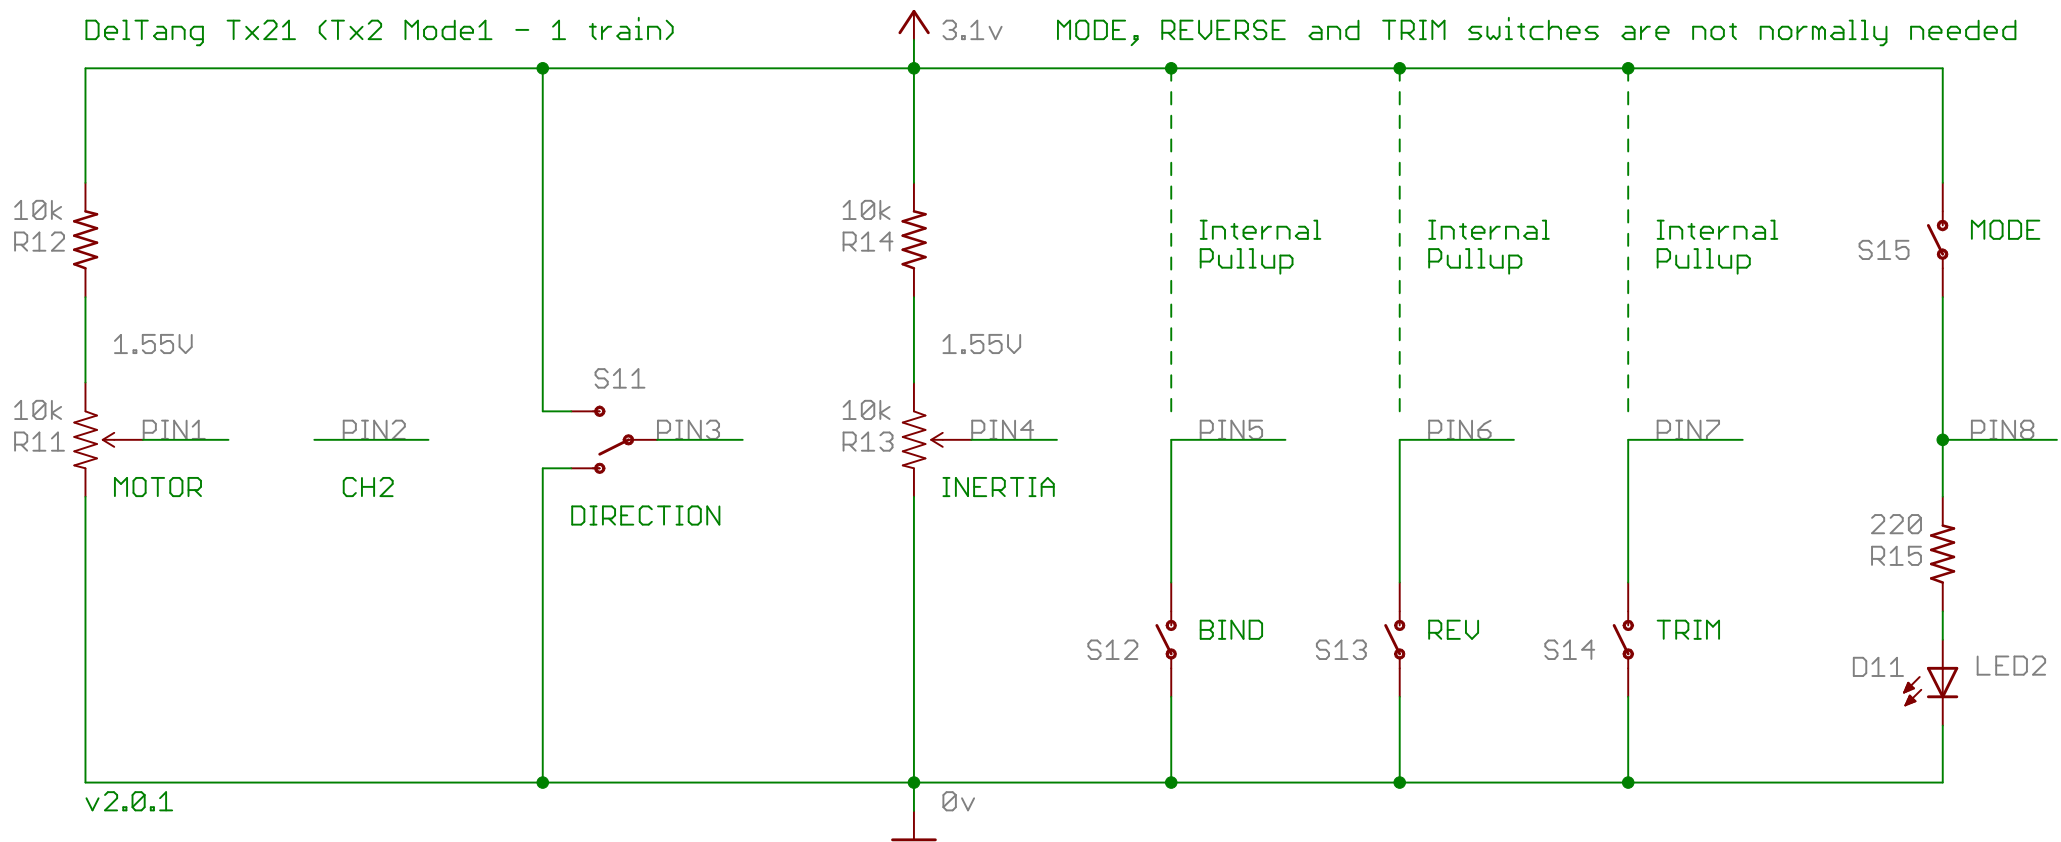 DelTang Tx21 (Tx2 Mode1 - 1 train)
3.1v
MODE, REVERSE and TRIM switches are not normally needed
10k
R12
10k
R14
Internal
Pullup
Internal
Pullup
Internal
Pullup
S15
MODE
1.55V
1.55V
S11
10k
R11
PIN1
MOTOR
PIN2
CH2
PIN3
DIRECTION
10k
R13
PIN4
INERTIA
PIN5
PIN6
PIN7
PIN8
220
R15
S12
BIND
S13
REV
S14
TRIM
D11
LED2
v2.0.1
0v